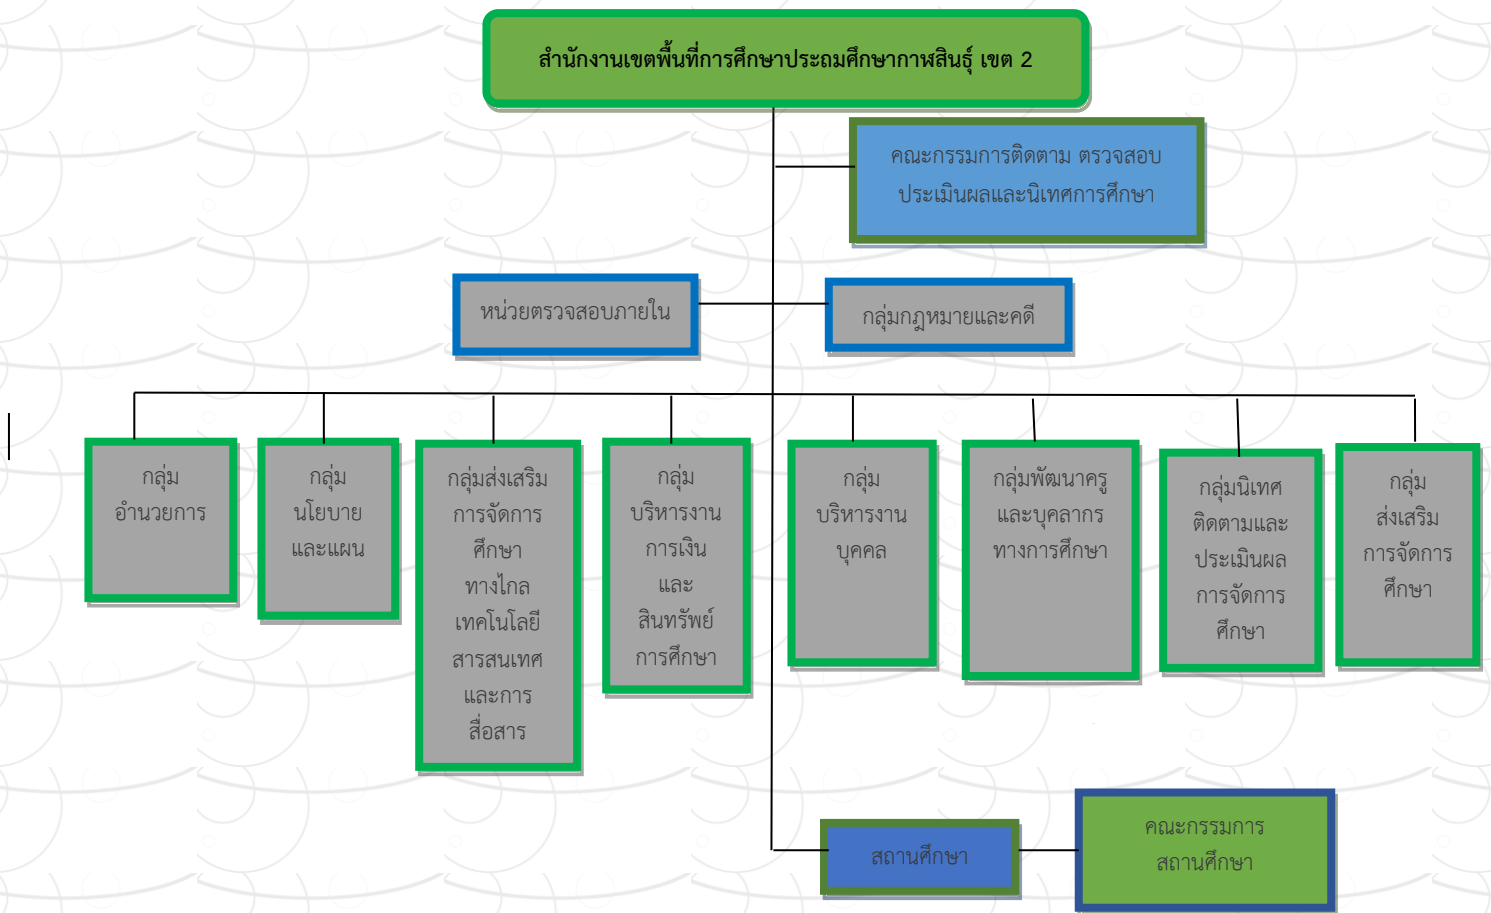 สำนักงานเขตพื้นที่การศึกษาประถมศึกษากาฬสินธุ์ เขต 2
คณะกรรมการติดตาม ตรวจสอบ
ประเมินผลและนิเทศการศึกษา
หน่วยตรวจสอบภายใน
กลุ่มกฎหมายและคดี
กลุ่ม
อำนวยการ
กลุ่ม
นโยบาย
และแผน
กลุ่มส่งเสริม
การจัดการ
ศึกษา
ทางไกล
เทคโนโลยี
สารสนเทศ
และการ
สื่อสาร
กลุ่ม
บริหารงาน
การเงิน
และ
สินทรัพย์
การศึกษา
กลุ่ม
บริหารงาน
บุคคล
กลุ่มพัฒนาครู
และบุคลากร
ทางการศึกษา
กลุ่มนิเทศ
ติดตามและ
ประเมินผล
การจัดการ
ศึกษา
กลุ่ม
ส่งเสริม
การจัดการ
ศึกษา
สถานศึกษา
คณะกรรมการ
สถานศึกษา